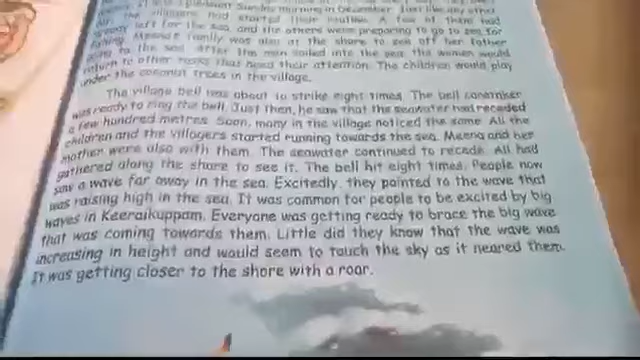 pleasant Sunday morning in December. Just like any other
day, the villagers had started their routine. A few of them had
already left for the sea, and the others were preparing to go to sea for
fishing. Meena's family was also at the shore to see off her father
going to the sea. After the men sailed into the sea, the women would
return to other tasks that need their attention. The children would play
under the coconut trees in the village.
The village bell was about to strike eight times. The bell caretaker
was ready to ring the bell. Just then, he saw that the seawater had receded
a few hundred metres. Soon, many in the village noticed the same. All the
children and the villagers started running towards the sea. Meena and her
mother were also with them. The seawater continued to recede. All had
gathered along the shore to see it. The bell hit eight times. People now
saw a wave far away in the sea. Excitedly, they pointed to the wave that
was raising high in the sea. It was common for people to be excited by big
waves in Keeraikuppam. Everyone was getting ready to brace the big wave
that was coming towards them. Little did they know that the wave was
increasing in height and would seem to touch the sky as it neared them.
It was getting closer to the shore with a roar.